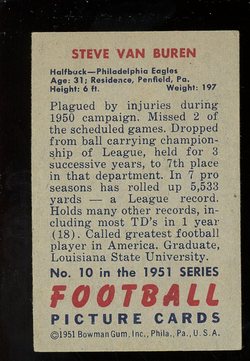 STEVE VAN BUREN
Halfback—Philadelphia Eagles
Age: 31; Residence, Penfield, Pa.
Height: 6 ft. Weight: 197
Plagued by injuries during
1950 campaign. Missed 2 of
the scheduled games. Dropped
from ball carrying champion-
ship of League, held for 3
successive years, to 7th place
in that department. In 7 pro
seasons has rolled up 5,533
yards — a League record.
Holds many other records, in-
cluding most TD's in 1 year
(18). Called greatest football
player in America. Graduate,
Louisiana State University.
No. 10 in the 1951 SERIES
FOOTBALL
PICTURE CARDS
©1951 Bowman Gum, Inc., Phila., Pa., U. S. A.